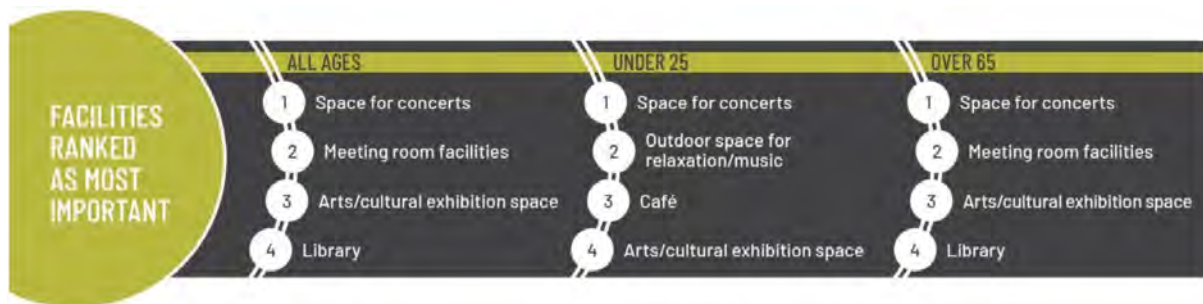 FACILITIES
RANKED
AS MOST
IMPORTANT
ALL AGES
1 Space for concerts
2 Meeting room facilities
3 Arts/cultural exhibition space
4 Library
UNDER 25
1 Space for concerts
2 Outdoor space for
relaxation/music
3 Café
4 Arts/cultural exhibition space
OVER 65
1 Space for concerts
2 Meeting room facilities
3 Arts/cultural exhibition space
4 Library